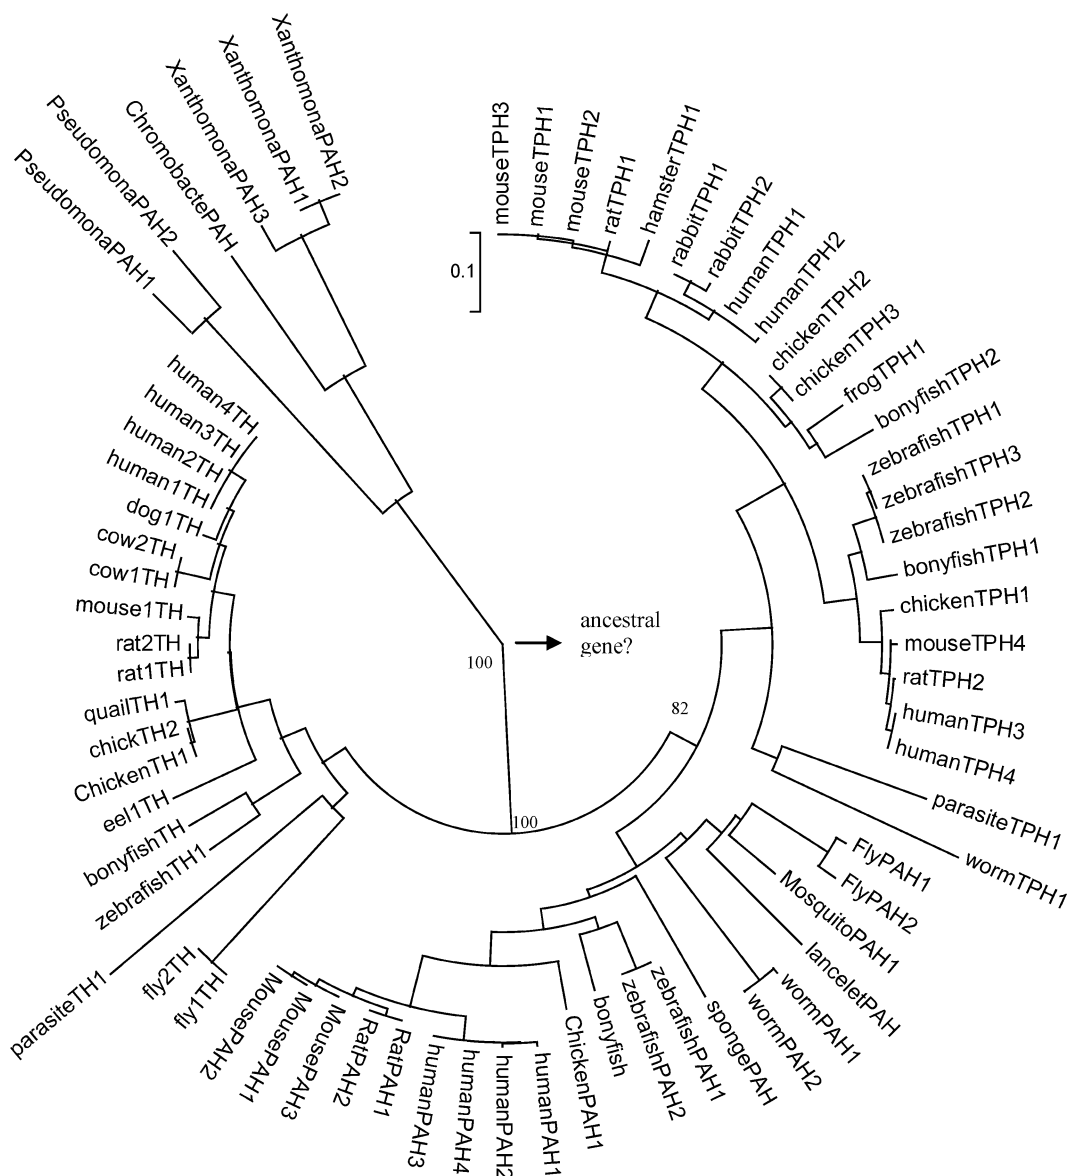 XanthomonaPAH2
XanthomonaPAH1
XanthomonaPAH3
ChromobactePAH
PseudomonaPAH2
PseudomonaPAH1
mouseTPH3
mouseTPH1
mouseTPH2
ratTPH1
hamsterTPH1
rabbitTPH1
rabbitTPH2
humanTPH1
humanTPH2
chickenTPH2
chickenTPH3
frogTPH1
bonyfishTPH2
zebrafishTPH1
zebrafishTPH3
zebrafishTPH2
bonyfishTPH1
chickenTPH1
mouseTPH4
ratTPH2
humanTPH3
humanTPH4
parasiteTPH1
wormTPH1
0.1
ancestral
gene?
100
82
100
human4TH
human3TH
human2TH
human1TH
dog1TH
cow2TH
cow1TH
mouse1TH
rat2TH
rat1TH
quailTH1
chickTH2
ChickenTH1
eel1TH
bonyfishTH
zebrafishTH1
parasiteTH1
fly2TH
fly1TH
MousePAH2
MousePAH1
MousePAH3
RatPAH2
RatPAH1
humanPAH3
humanPAH4
humanPAH2
humanPAH1
ChickenPAH1
bonyfish
zebrafishPAH2
zebrafishPAH1
spongePAH
wormPAH2
wormPAH1
lanceletPAH
MosquitoPAH1
FlyPAH2
FlyPAH1